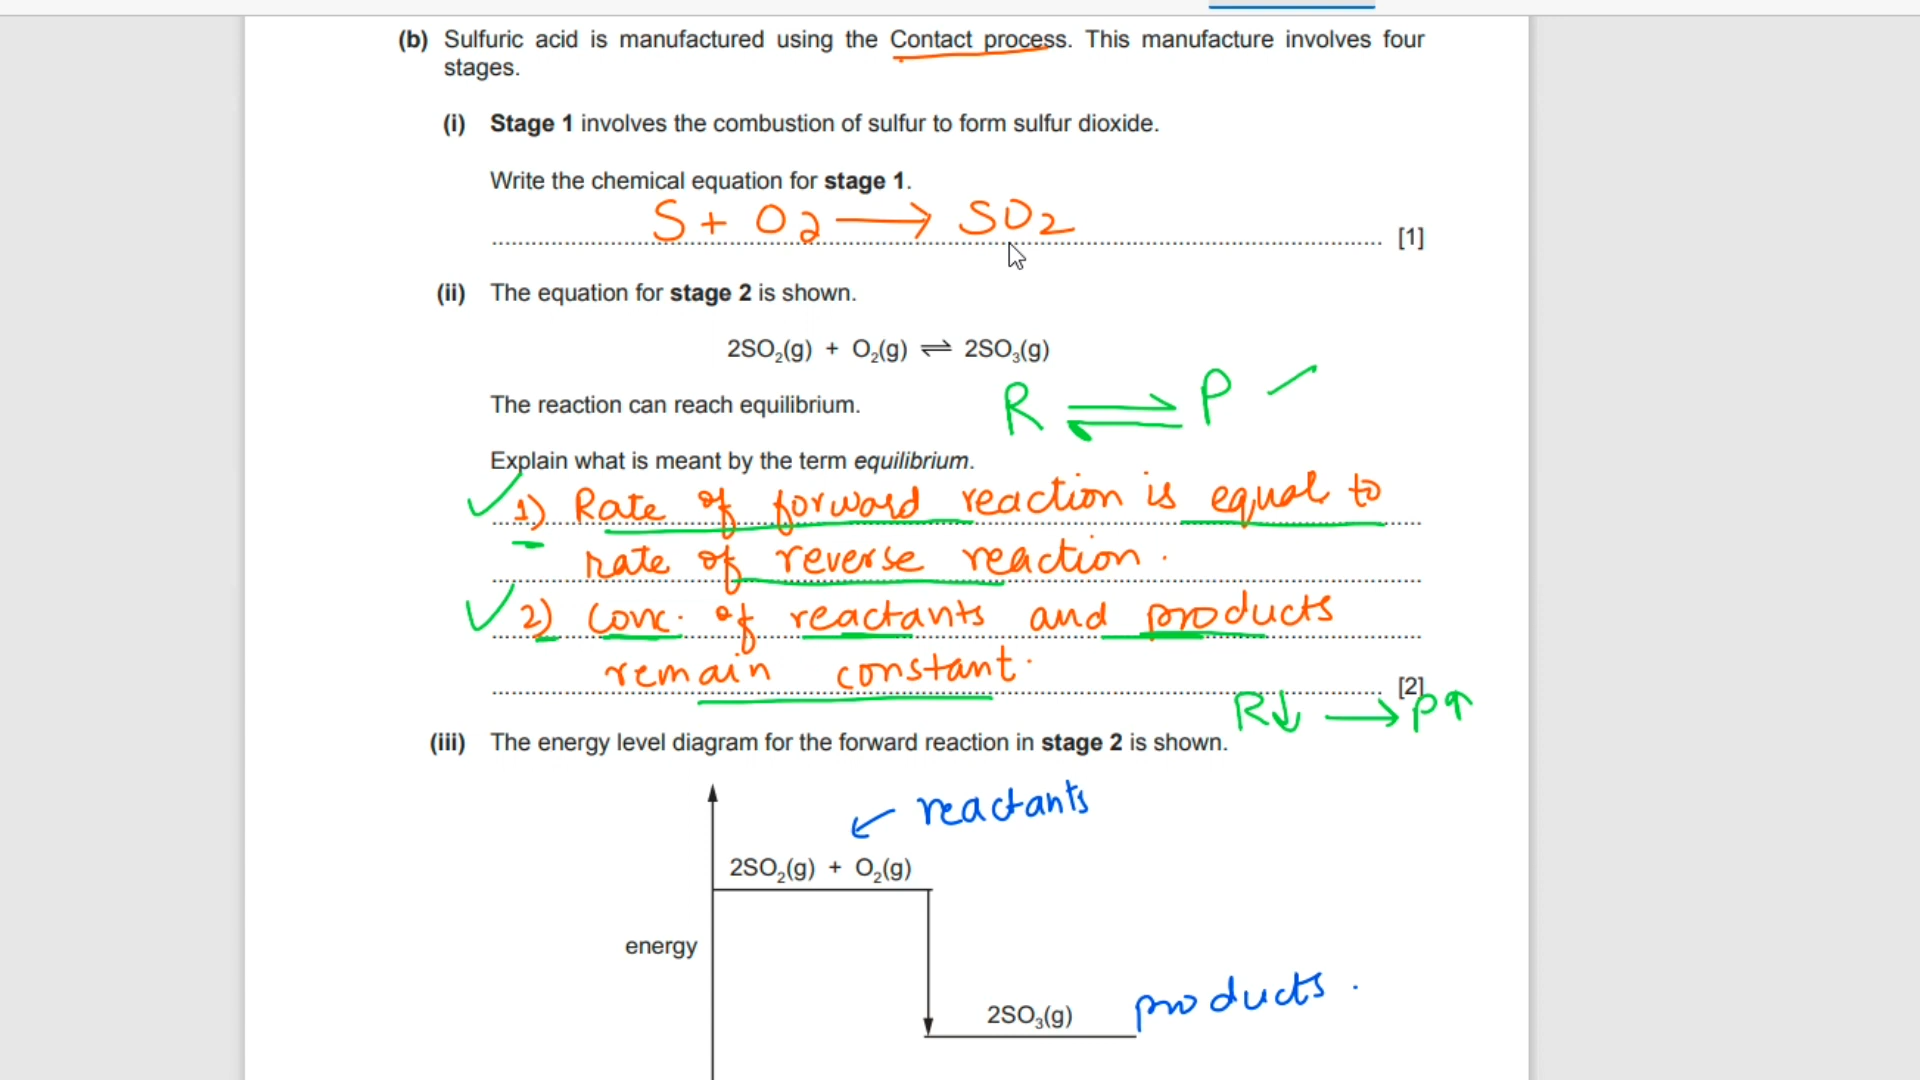 (b) Sulfuric acid is manufactured using the Contact process. This manufacture involves four
stages.
(i) Stage 1 involves the combustion of sulfur to form sulfur dioxide.
Write the chemical equation for stage 1.
S + O2 → SO2
[1]
(ii) The equation for stage 2 is shown.
2SO₂(g) + O₂(g) ⇌ 2SO₃(g)
R ⇌ P
The reaction can reach equilibrium.
Explain what is meant by the term equilibrium.
1) Rate of forward reaction is equal to
rate of reverse reaction.
2) Conc. of reactants and products
remain constant.
[2]
R↓ → P↑
(iii) The energy level diagram for the forward reaction in stage 2 is shown.
reactants
2SO₂(g) + O₂(g)
energy
2SO₃(g) products.